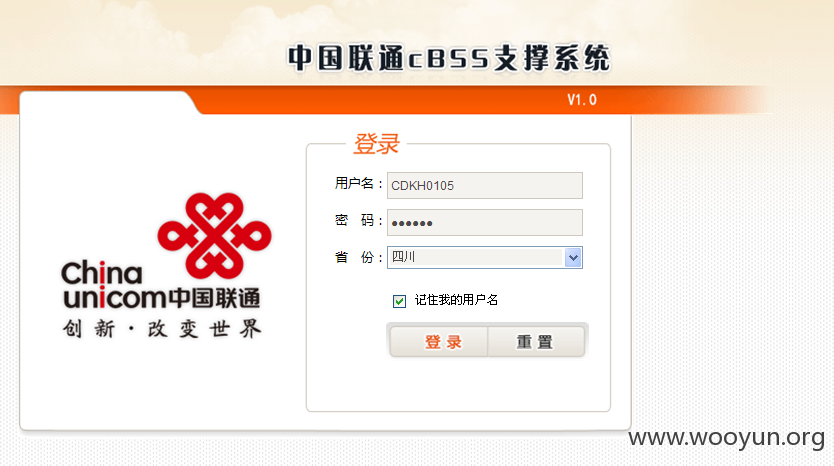 中国联通cBSS支撑系统
V1.0
登录
用户名：CDKH0105
密 码：●●●●●●
省 份：四川
记住我的用户名
登录 重置
China
unicom中国联通
创新·改变世界
www.wooyun.org